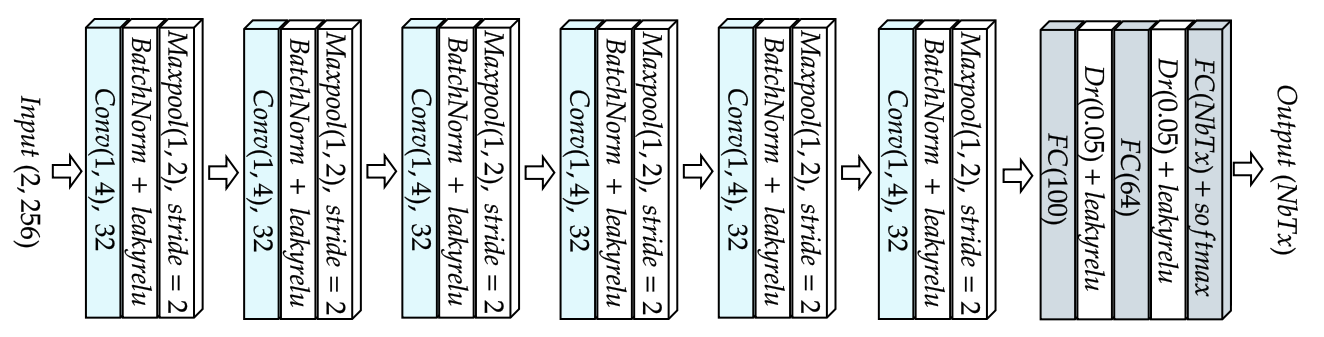 Input (2, 256)
Conv(1, 4), 32
BatchNorm + leakyrelu
Maxpool(1, 2), stride = 2
Conv(1, 4), 32
BatchNorm + leakyrelu
Maxpool(1, 2), stride = 2
Conv(1, 4), 32
BatchNorm + leakyrelu
Maxpool(1, 2), stride = 2
Conv(1, 4), 32
BatchNorm + leakyrelu
Maxpool(1, 2), stride = 2
Conv(1, 4), 32
BatchNorm + leakyrelu
Maxpool(1, 2), stride = 2
Conv(1, 4), 32
BatchNorm + leakyrelu
Maxpool(1, 2), stride = 2
FC(100)
Dr(0.05) + leakyrelu
FC(64)
Dr(0.05) + leakyrelu
FC(NbTx) + softmax
Output (NbTx)